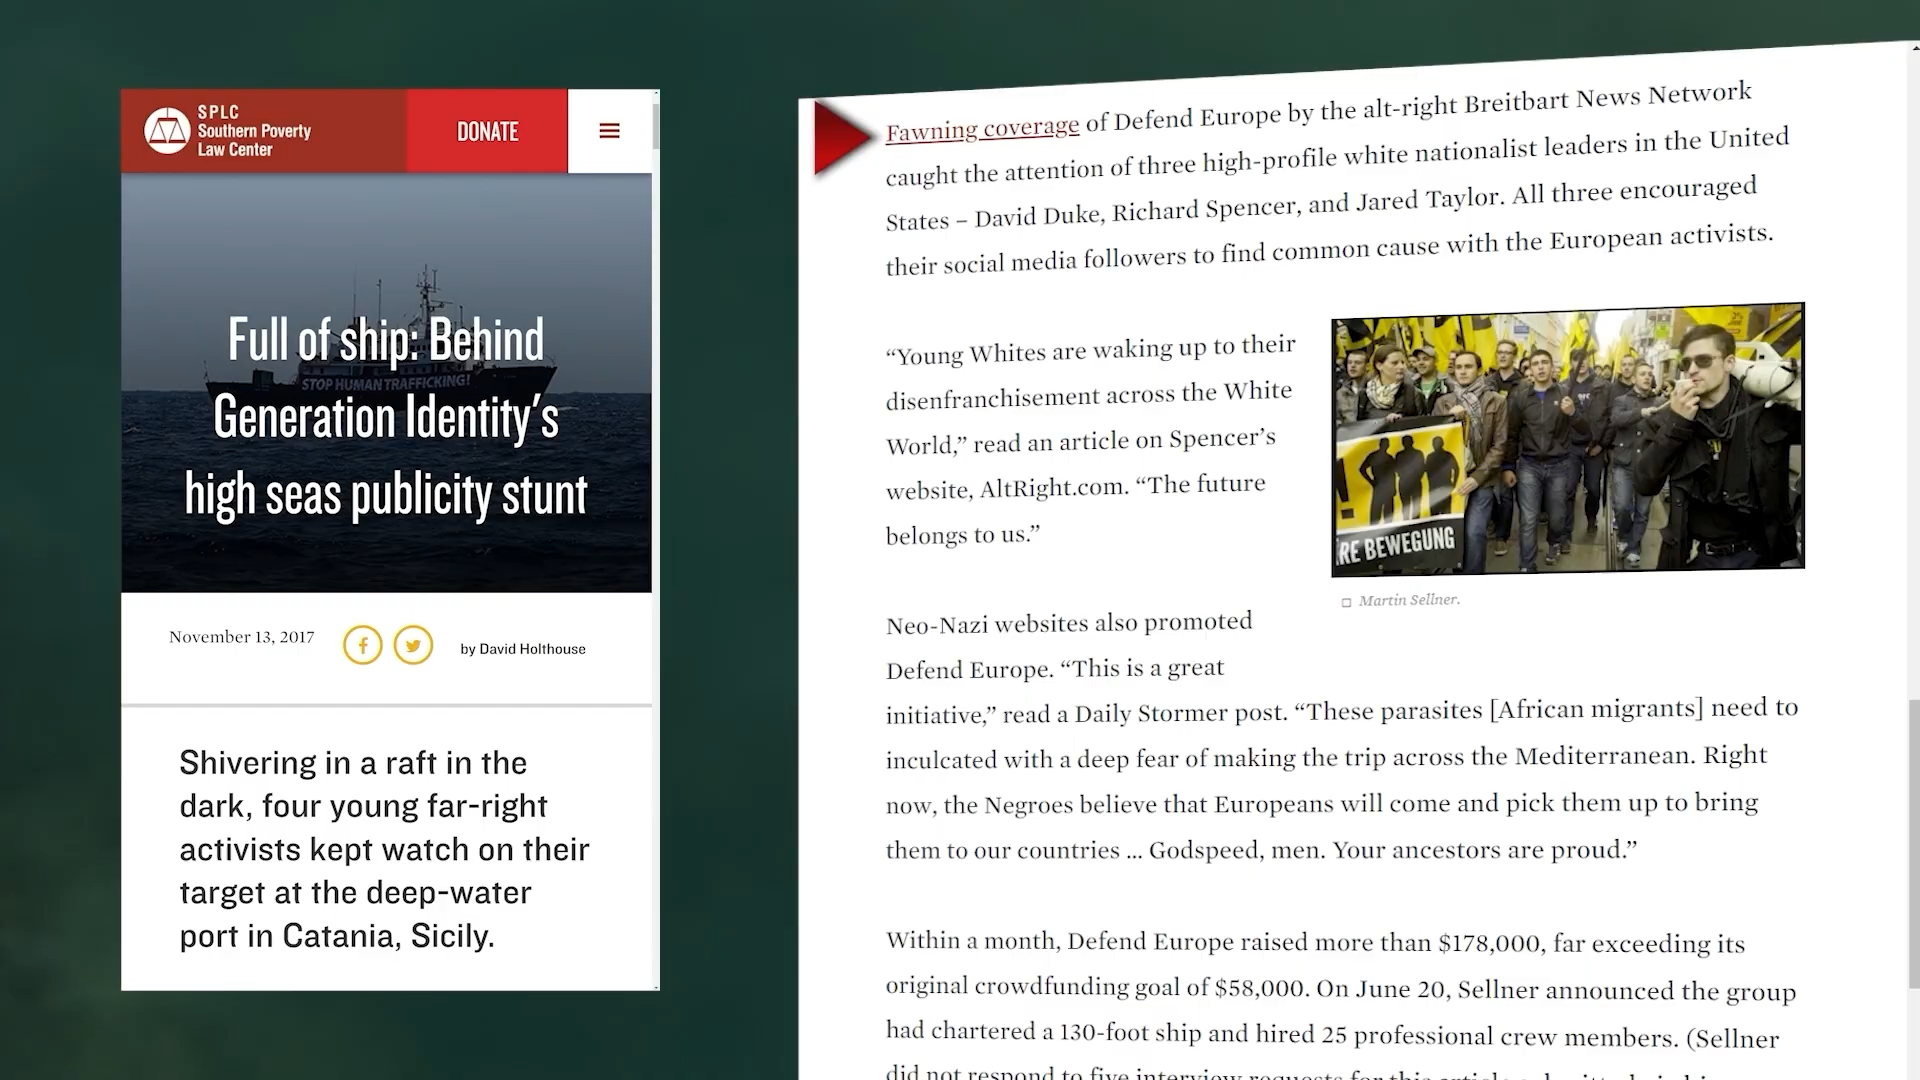 SPLC
Southern Poverty
Law Center
DONATE
STOP HUMAN TRAFFICKING!
Full of ship: Behind
Generation Identity’s
high seas publicity stunt
November 13, 2017
by David Holthouse
Shivering in a raft in the
dark, four young far-right
activists kept watch on their
target at the deep-water
port in Catania, Sicily.
Fawning coverage of Defend Europe by the alt-right Breitbart News Network
caught the attention of three high-profile white nationalist leaders in the United
States – David Duke, Richard Spencer, and Jared Taylor. All three encouraged
their social media followers to find common cause with the European activists.
“Young Whites are waking up to their
disenfranchisement across the White
World,” read an article on Spencer’s
website, AltRight.com. “The future
belongs to us.”
RE BEWEGUNG
Martin Sellner.
Neo-Nazi websites also promoted
Defend Europe. “This is a great
initiative,” read a Daily Stormer post. “These parasites [African migrants] need to
inculcated with a deep fear of making the trip across the Mediterranean. Right
now, the Negroes believe that Europeans will come and pick them up to bring
them to our countries ... Godspeed, men. Your ancestors are proud.”
Within a month, Defend Europe raised more than $178,000, far exceeding its
original crowdfunding goal of $58,000. On June 20, Sellner announced the group
had chartered a 130-foot ship and hired 25 professional crew members. (Sellner
did not respond to five interview requests for this article